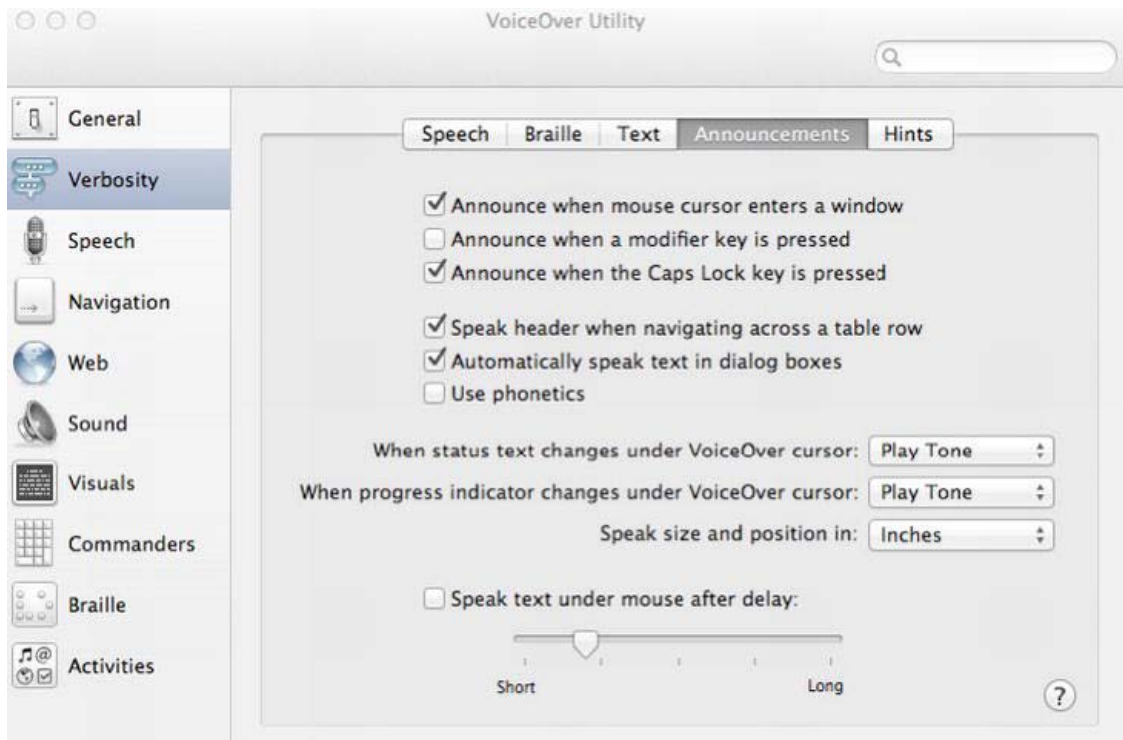 VoiceOver Utility
General
Verbosity
Speech
Navigation
Web
Sound
Visuals
Commanders
Braille
Activities
Speech Braille Text Announcements Hints
Announce when mouse cursor enters a window
Announce when a modifier key is pressed
Announce when the Caps Lock key is pressed
Speak header when navigating across a table row
Automatically speak text in dialog boxes
Use phonetics
When status text changes under VoiceOver cursor: Play Tone
When progress indicator changes under VoiceOver cursor: Play Tone
Speak size and position in: Inches
Speak text under mouse after delay:
Short Long
?